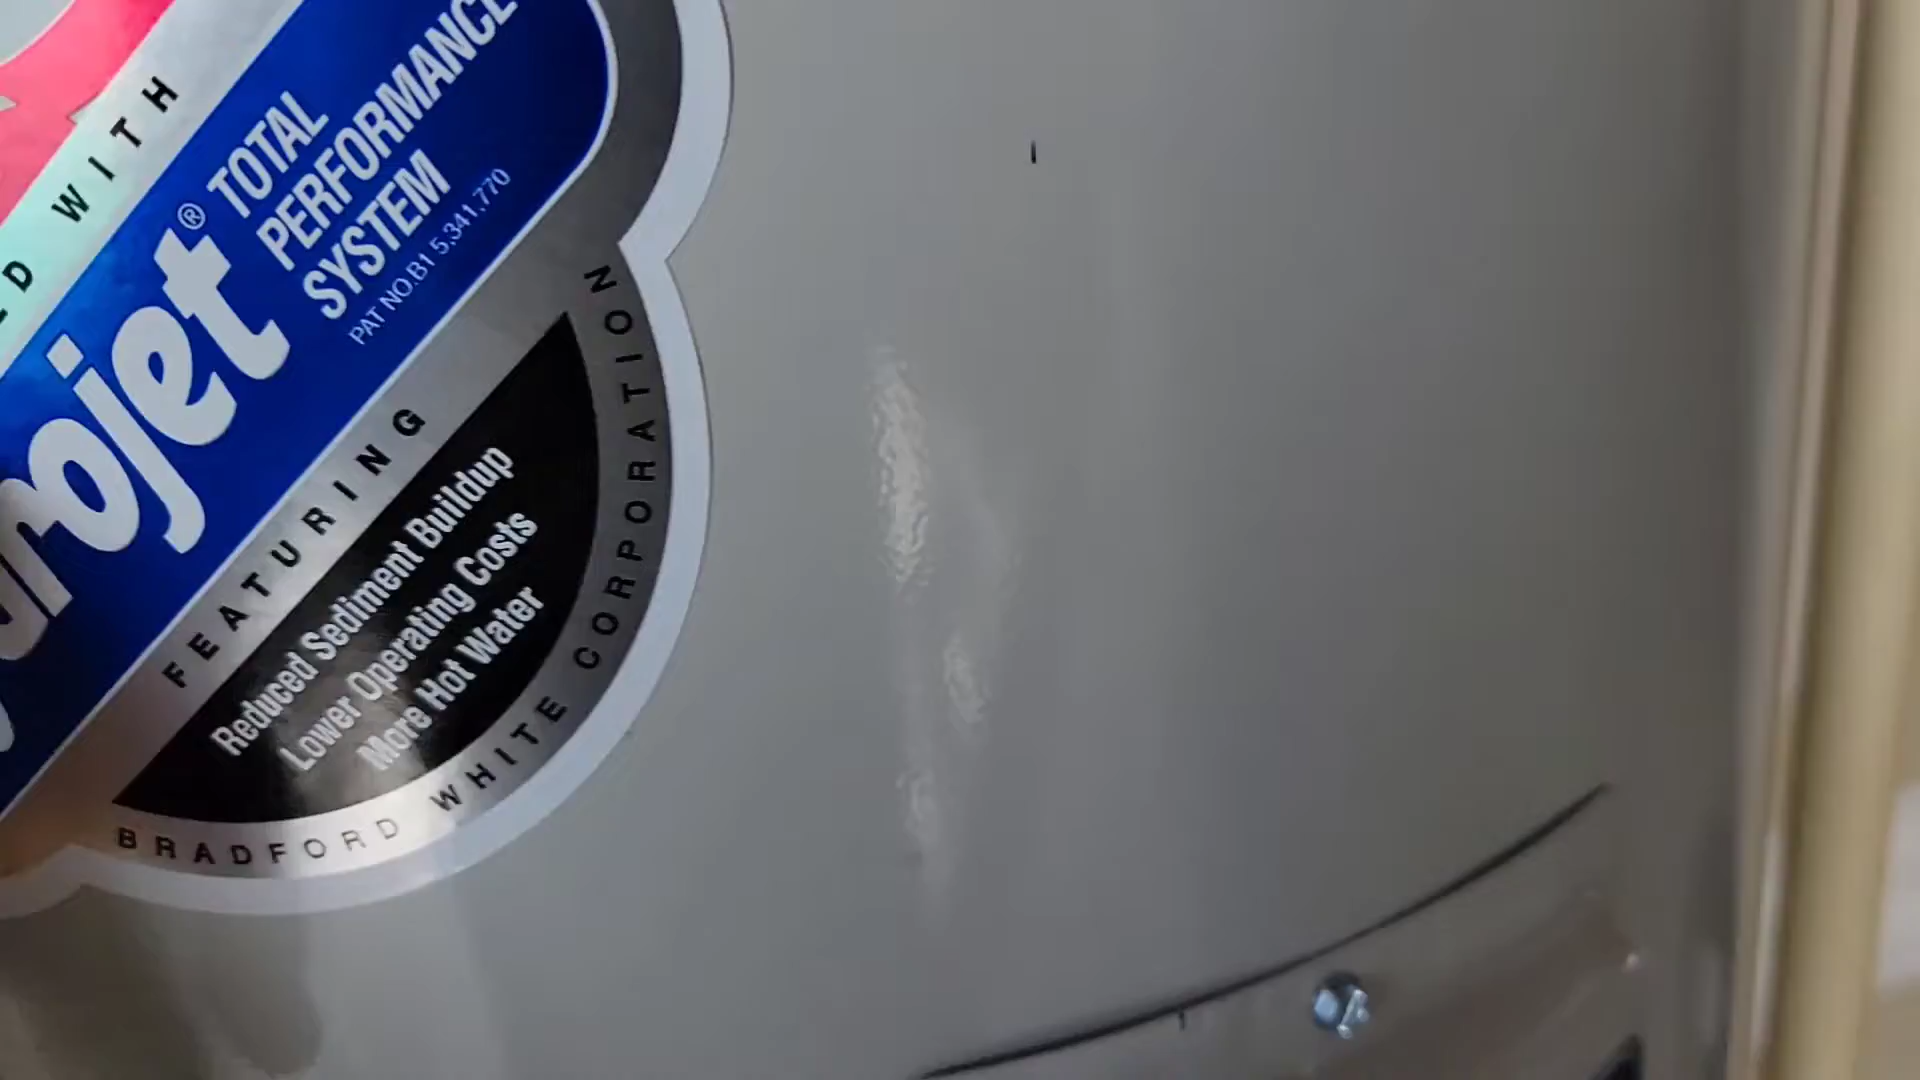 WITH
rojet®
TOTAL
PERFORMANCE
SYSTEM
PAT NO.B1 5,341,770
FEATURING
Reduced Sediment Buildup
Lower Operating Costs
More Hot Water
BRADFORD WHITE CORPORATION